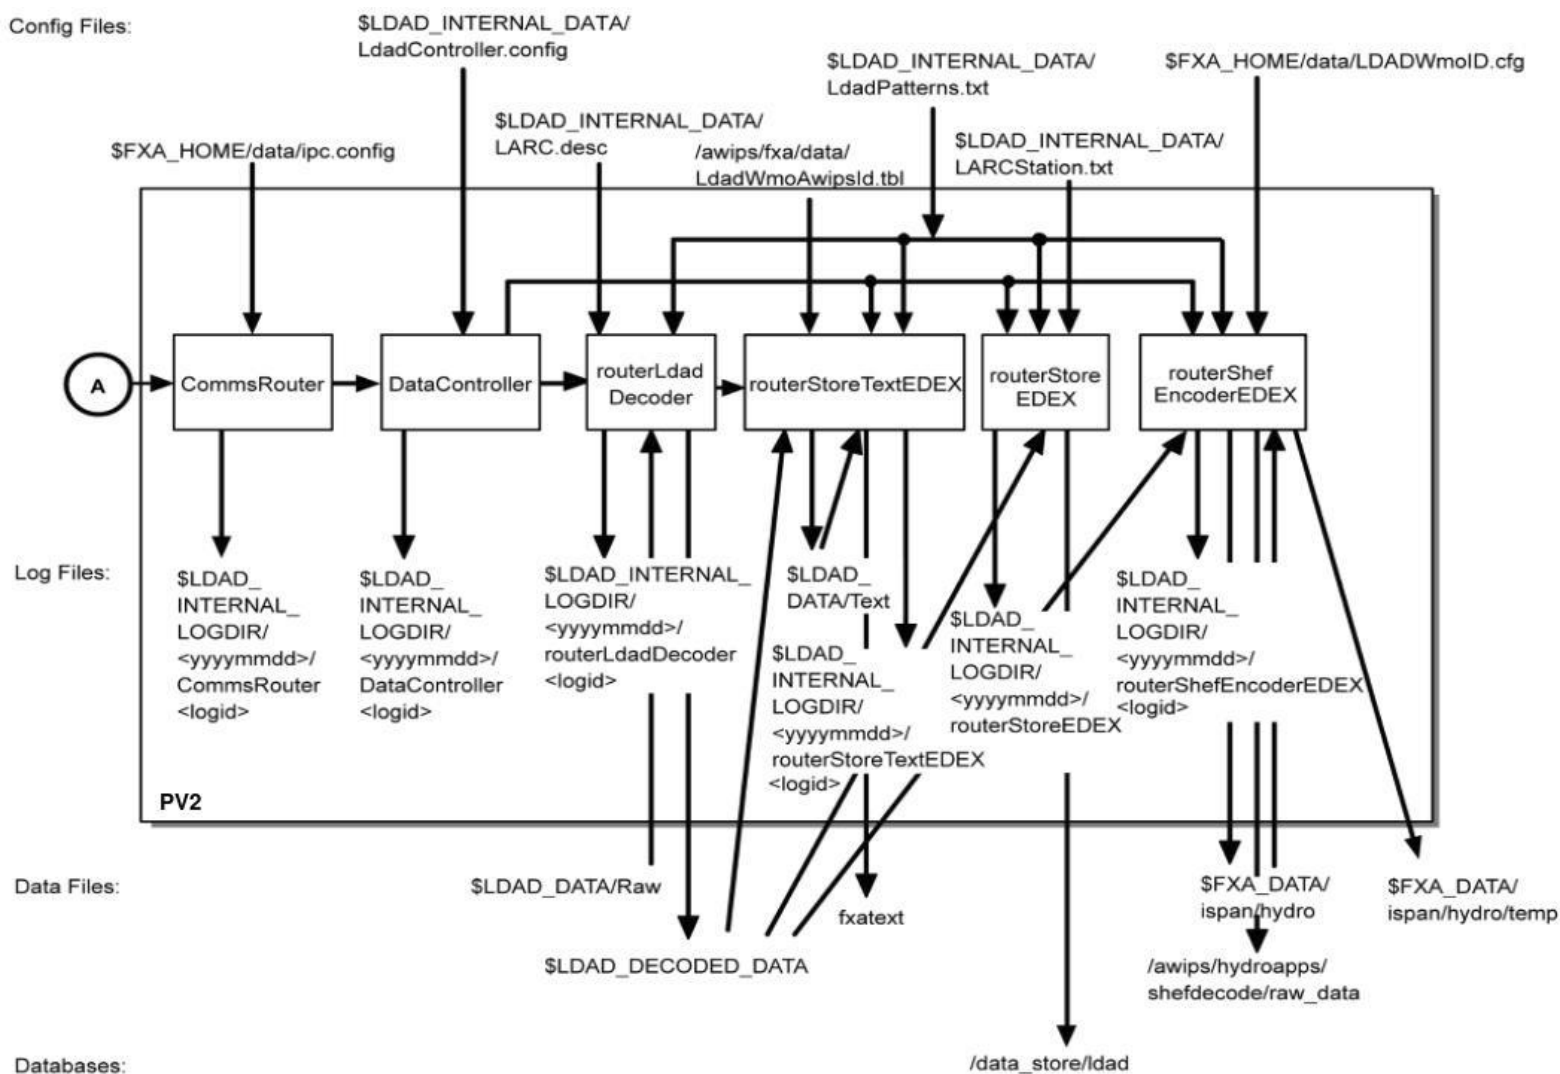 Config Files:
$LDAD_INTERNAL_DATA/
LdadController.config
$LDAD_INTERNAL_DATA/
LdadPatterns.txt
$FXA_HOME/data/LDADWmoID.cfg
$FXA_HOME/data/ipc.config
$LDAD_INTERNAL_DATA/
LARC.desc
/awips/fxa/data/
LdadWmoAwipsId.tbl
$LDAD_INTERNAL_DATA/
LARCStation.txt
A
CommsRouter
DataController
routerLdad
Decoder
routerStoreTextEDEX
routerStore
EDEX
routerShef
EncoderEDEX
Log Files:
$LDAD_
INTERNAL_
LOGDIR/
<yyyymmdd>/
CommsRouter
<logid>
$LDAD_
INTERNAL_
LOGDIR/
<yyyymmdd>/
DataController
<logid>
$LDAD_INTERNAL_
LOGDIR/
<yyyymmdd>/
routerLdadDecoder
<logid>
$LDAD_
DATA/Text
$LDAD_
INTERNAL_
LOGDIR/
<yyyymmdd>/
routerStoreTextEDEX
<logid>
$LDAD_
INTERNAL_
LOGDIR/
<yyyymmdd>/
routerStoreEDEX
$LDAD_
INTERNAL_
LOGDIR/
<yyyymmdd>/
routerShefEncoderEDEX
<logid>
PV2
Data Files:
$LDAD_DATA/Raw
fxatext
$FXA_DATA/
ispan/hydro
$FXA_DATA/
ispan/hydro/temp
$LDAD_DECODED_DATA
/awips/hydroapps/
shefdecode/raw_data
Databases:
/data_store/ldad